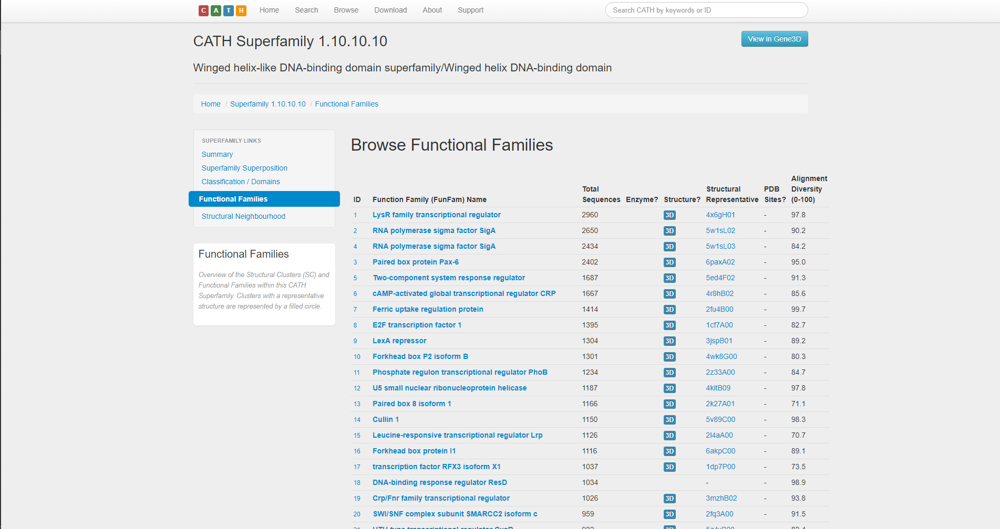 C A T H Home Search Browse Download About Support Search CATH by keywords or ID
CATH Superfamily 1.10.10.10
View in Gene3D
Winged helix-like DNA-binding domain superfamily/Winged helix DNA-binding domain
Home / Superfamily 1.10.10.10 / Functional Families
SUPERFAMILY LINKS
Summary
Superfamily Superposition
Classification / Domains
Functional Families
Structural Neighbourhood
Functional Families
Overview of the Structural Clusters (SC) and
Functional Families within this CATH
Superfamily. Clusters with a representative
structure are represented by a filled circle.
Browse Functional Families
ID Function Family (FunFam) Name Total Sequences Enzyme? Structure? Structural Representative PDB Sites? Alignment Diversity (0-100)
1 LysR family transcriptional regulator 2960 3D 4x6gH01 - 97.8
2 RNA polymerase sigma factor SigA 2650 3D 5w1sL02 - 90.2
4 RNA polymerase sigma factor SigA 2434 3D 5w1sL03 - 84.2
3 Paired box protein Pax-6 2402 3D 6paxA02 - 95.0
5 Two-component system response regulator 1687 3D 5ed4F02 - 91.3
6 cAMP-activated global transcriptional regulator CRP 1667 3D 4r8hB02 - 85.6
7 Ferric uptake regulation protein 1414 3D 2fu4B00 - 99.7
8 E2F transcription factor 1 1395 3D 1cf7A00 - 82.7
9 LexA repressor 1304 3D 3jspB01 - 89.2
10 Forkhead box P2 isoform B 1301 3D 4wk8G00 - 80.3
11 Phosphate regulon transcriptional regulator PhoB 1234 3D 2z33A00 - 84.7
12 U5 small nuclear ribonucleoprotein helicase 1187 3D 4kitB09 - 97.8
13 Paired box 8 isoform 1 1166 3D 2k27A01 - 71.1
14 Cullin 1 1150 3D 5v89C00 - 98.3
15 Leucine-responsive transcriptional regulator Lrp 1126 3D 2l4aA00 - 70.7
16 Forkhead box protein I1 1116 3D 6akpC00 - 89.1
17 transcription factor RFX3 isoform X1 1037 3D 1dp7P00 - 73.5
18 DNA-binding response regulator ResD 1034 - - 98.9
19 Crp/Fnr family transcriptional regulator 1026 3D 3mzhB02 - 93.8
20 SWI/SNF complex subunit SMARCC2 isoform c 959 3D 2fq3A00 - 91.5